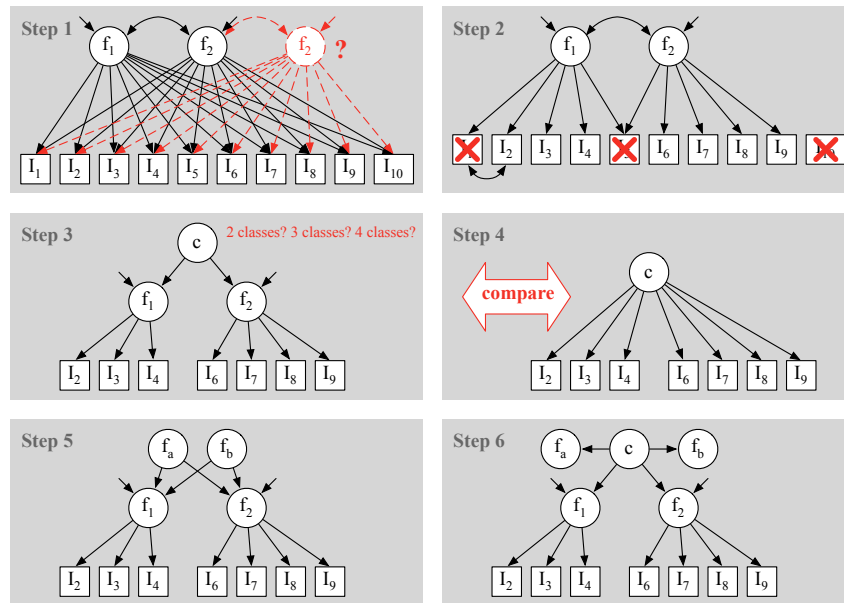 Step 1
f1 f2 f2 ?
I1 I2 I3 I4 I5 I6 I7 I8 I9 I10
Step 2
f1 f2
I2 I3 I4 I6 I7 I8 I9
Step 3
c 2 classes? 3 classes? 4 classes?
f1 f2
I2 I3 I4 I6 I7 I8 I9
Step 4
c
compare
I2 I3 I4 I6 I7 I8 I9
Step 5
fa fb
f1 f2
I2 I3 I4 I6 I7 I8 I9
Step 6
fa c fb
f1 f2
I2 I3 I4 I6 I7 I8 I9